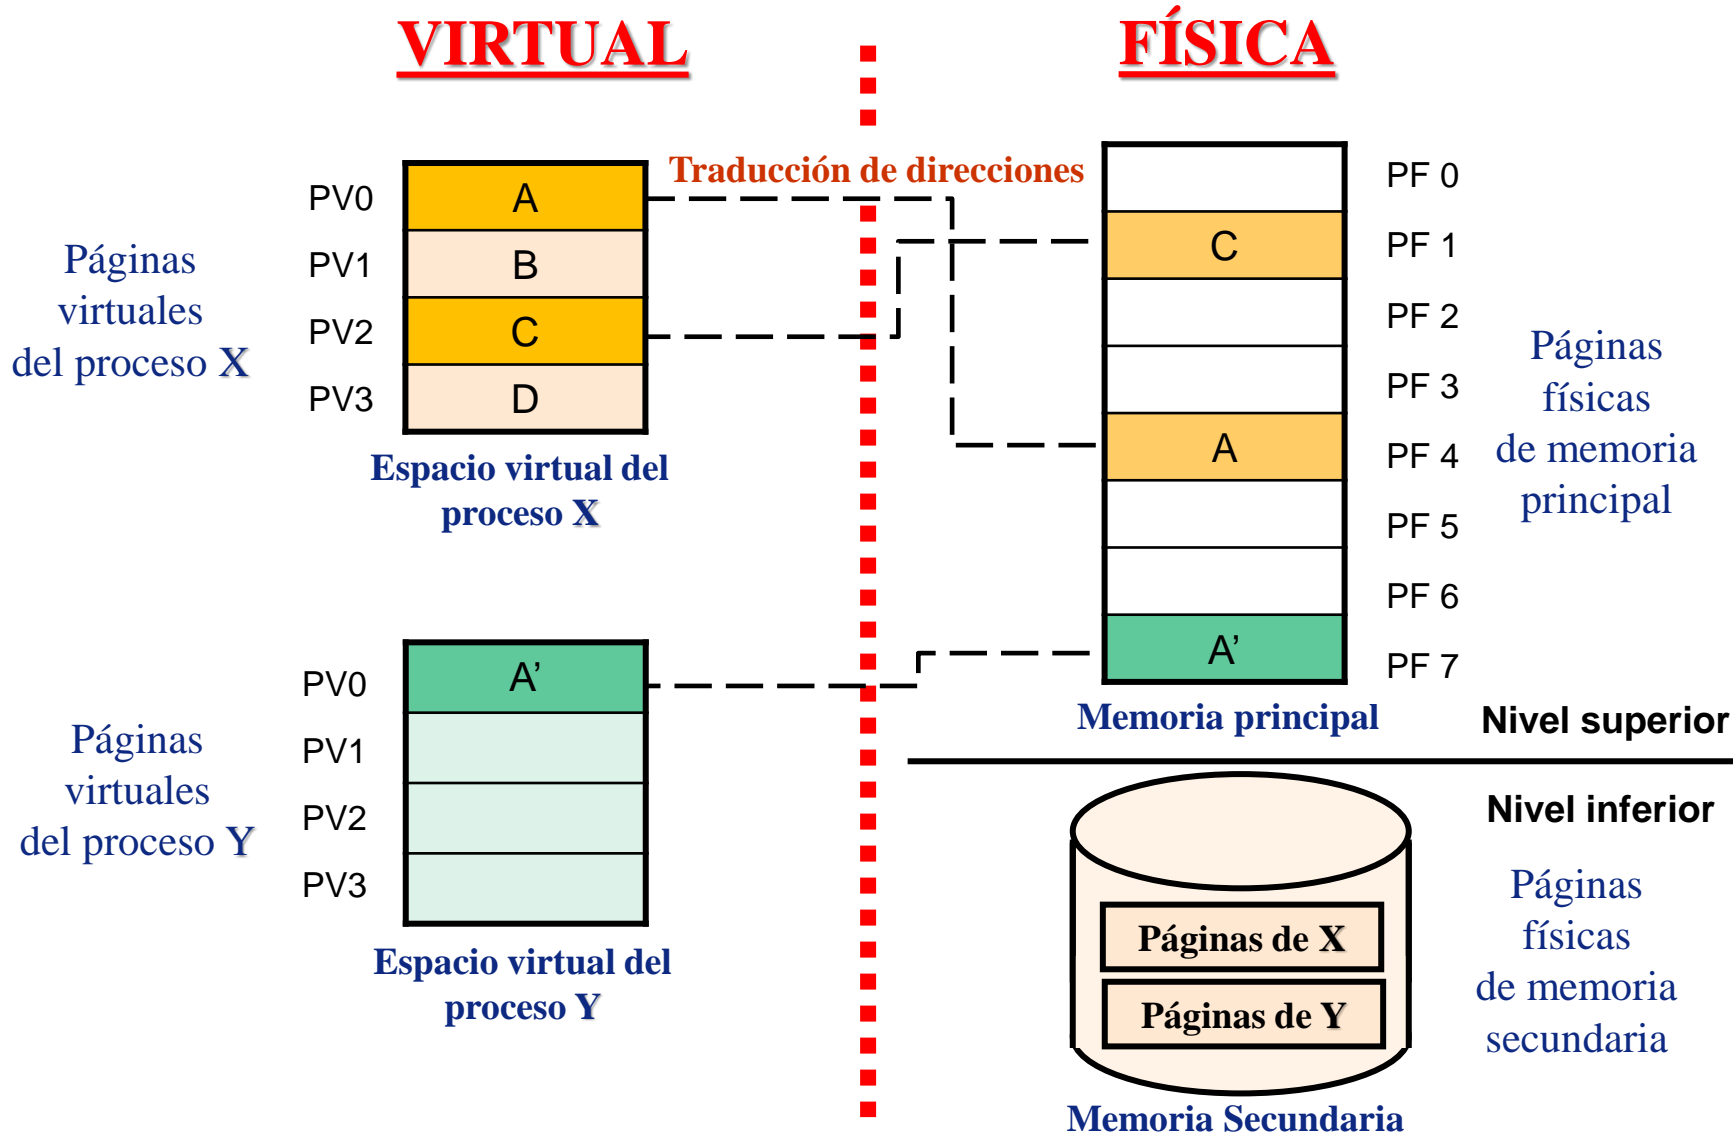 VIRTUAL
FÍSICA
Traducción de direcciones
Páginas
virtuales
del proceso X
PV0
A
PV1
B
PV2
C
PV3
D
Espacio virtual del
proceso X
PF 0
C
PF 1
PF 2
PF 3
A
PF 4
PF 5
PF 6
A’
PF 7
Páginas
físicas
de memoria
principal
Memoria principal
Nivel superior
Páginas
virtuales
del proceso Y
PV0
A’
PV1
PV2
PV3
Espacio virtual del
proceso Y
Nivel inferior
Páginas de X
Páginas de Y
Páginas
físicas
de memoria
secundaria
Memoria Secundaria